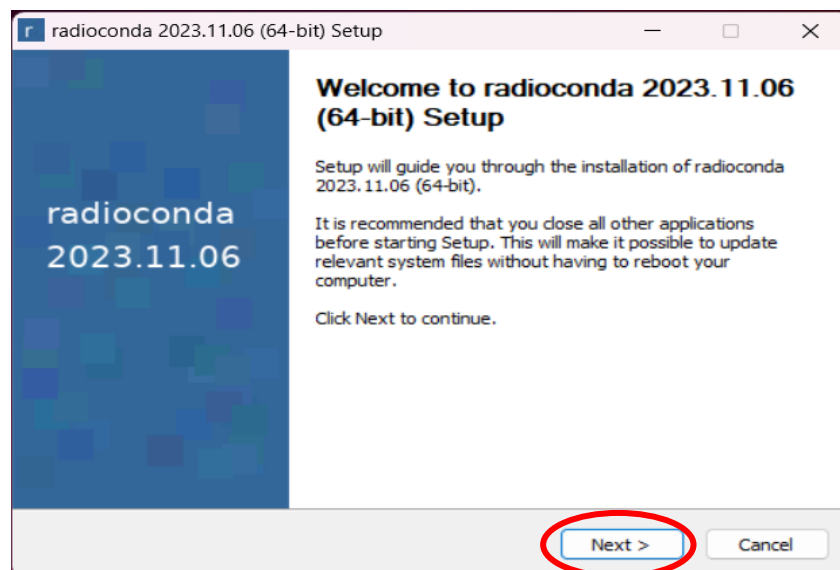 r radioconda 2023.11.06 (64-bit) Setup
radioconda
2023.11.06
Welcome to radioconda 2023.11.06
(64-bit) Setup
Setup will guide you through the installation of radioconda
2023.11.06 (64-bit).
It is recommended that you close all other applications
before starting Setup. This will make it possible to update
relevant system files without having to reboot your
computer.
Click Next to continue.
Next >
Cancel